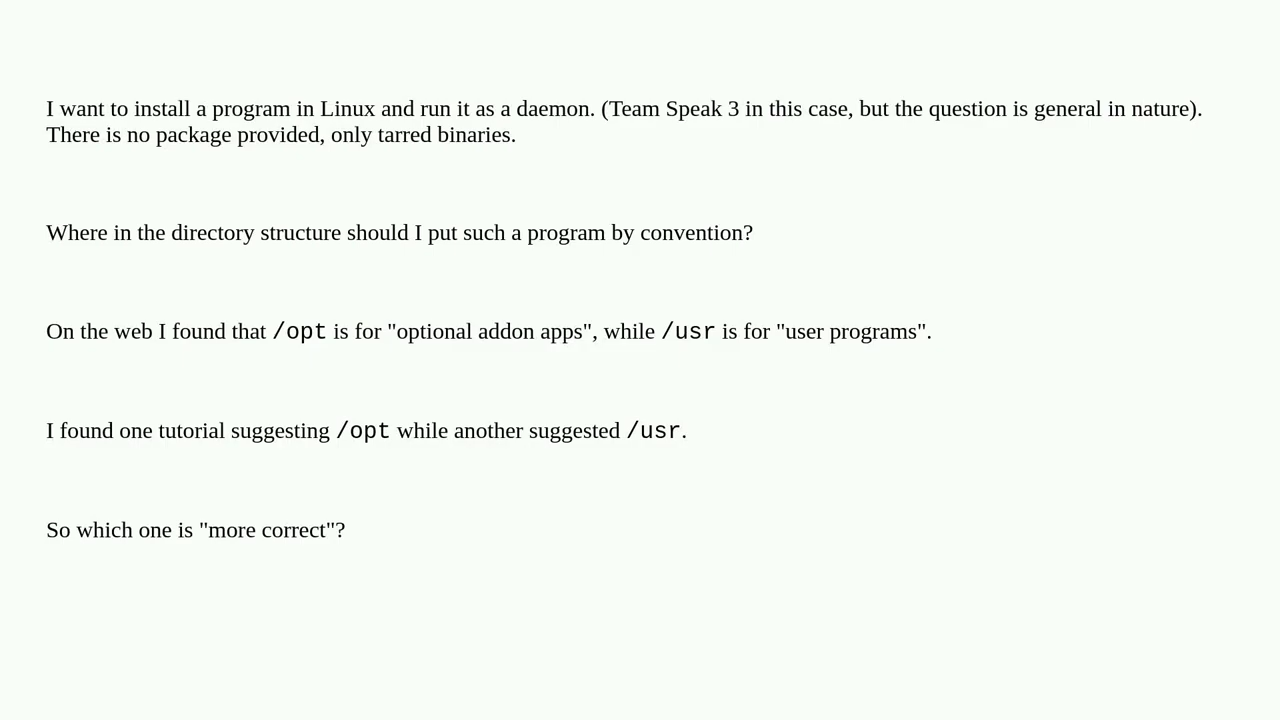 I want to install a program in Linux and run it as a daemon. (Team Speak 3 in this case, but the question is general in nature).
There is no package provided, only tarred binaries.
Where in the directory structure should I put such a program by convention?
On the web I found that /opt is for "optional addon apps", while /usr is for "user programs".
I found one tutorial suggesting /opt while another suggested /usr.
So which one is "more correct"?